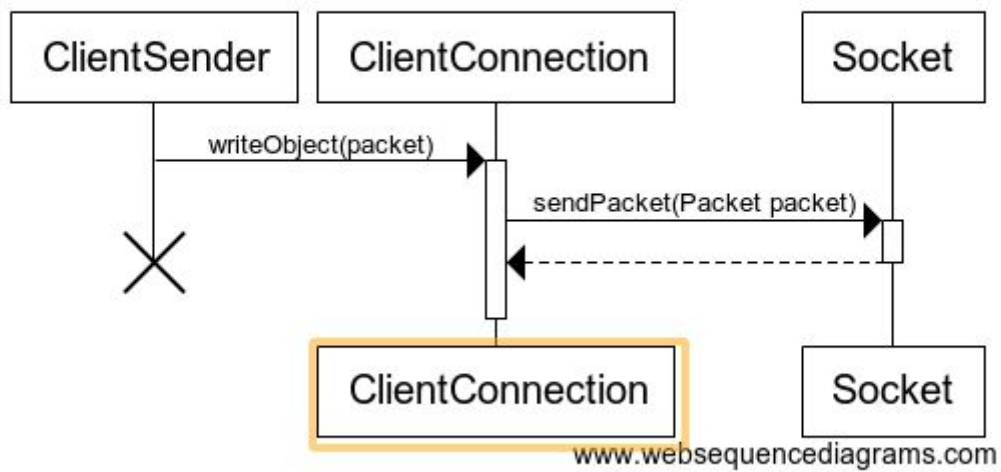 ClientSender
ClientConnection
Socket
writeObject(packet)
sendPacket(Packet packet)
ClientConnection
Socket
www.websequencediagrams.com